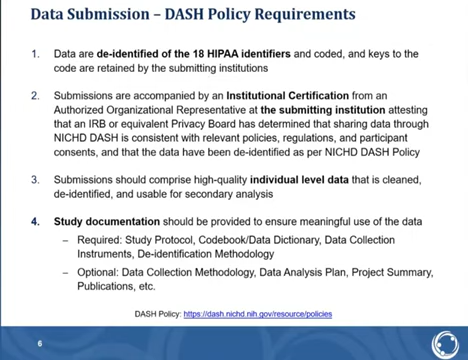 Data Submission – DASH Policy Requirements
1. Data are de-identified of the 18 HIPAA identifiers and coded, and keys to the
code are retained by the submitting institutions
2. Submissions are accompanied by an Institutional Certification from an
Authorized Organizational Representative at the submitting institution attesting
that an IRB or equivalent Privacy Board has determined that sharing data through
NICHD DASH is consistent with relevant policies, regulations, and participant
consents, and that the data have been de-identified as per NICHD DASH Policy
3. Submissions should comprise high-quality individual level data that is cleaned,
de-identified, and usable for secondary analysis
4. Study documentation should be provided to ensure meaningful use of the data
– Required: Study Protocol, Codebook/Data Dictionary, Data Collection
Instruments, De-identification Methodology
– Optional: Data Collection Methodology, Data Analysis Plan, Project Summary,
Publications, etc.
DASH Policy: https://dash.nichd.nih.gov/resource/policies
6